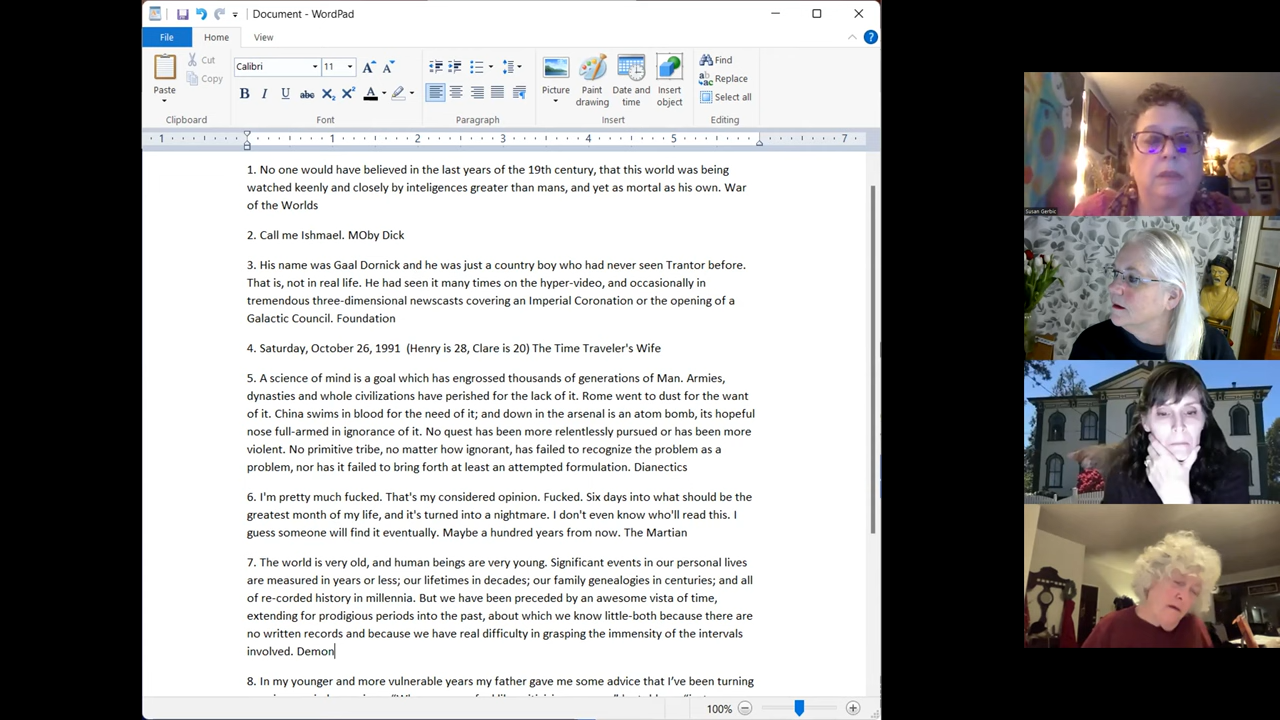 Document - WordPad
File
Home
View
Cut
Copy
Paste
Clipboard
Calibri
11
Font
Paragraph
Picture
Paint drawing
Date and time
Insert object
Insert
Find
Replace
Select all
Editing
1 1 2 3 4 5 7
1. No one would have believed in the last years of the 19th century, that this world was being
watched keenly and closely by inteligences greater than mans, and yet as mortal as his own. War
of the Worlds
2. Call me Ishmael. MOby Dick
3. His name was Gaal Dornick and he was just a country boy who had never seen Trantor before.
That is, not in real life. He had seen it many times on the hyper-video, and occasionally in
tremendous three-dimensional newscasts covering an Imperial Coronation or the opening of a
Galactic Council. Foundation
4. Saturday, October 26, 1991 (Henry is 28, Clare is 20) The Time Traveler's Wife
5. A science of mind is a goal which has engrossed thousands of generations of Man. Armies,
dynasties and whole civilizations have perished for the lack of it. Rome went to dust for the want
of it. China swims in blood for the need of it; and down in the arsenal is an atom bomb, its hopeful
nose full-armed in ignorance of it. No quest has been more relentlessly pursued or has been more
violent. No primitive tribe, no matter how ignorant, has failed to recognize the problem as a
problem, nor has it failed to bring forth at least an attempted formulation. Dianectics
6. I'm pretty much fucked. That's my considered opinion. Fucked. Six days into what should be the
greatest month of my life, and it's turned into a nightmare. I don't even know who'll read this. I
guess someone will find it eventually. Maybe a hundred years from now. The Martian
7. The world is very old, and human beings are very young. Significant events in our personal lives
are measured in years or less; our lifetimes in decades; our family genealogies in centuries; and all
of re-corded history in millennia. But we have been preceded by an awesome vista of time,
extending for prodigious periods into the past, about which we know little-both because there are
no written records and because we have real difficulty in grasping the immensity of the intervals
involved. Demon
8. In my younger and more vulnerable years my father gave me some advice that I've been turning
100%
Susan Gerbic